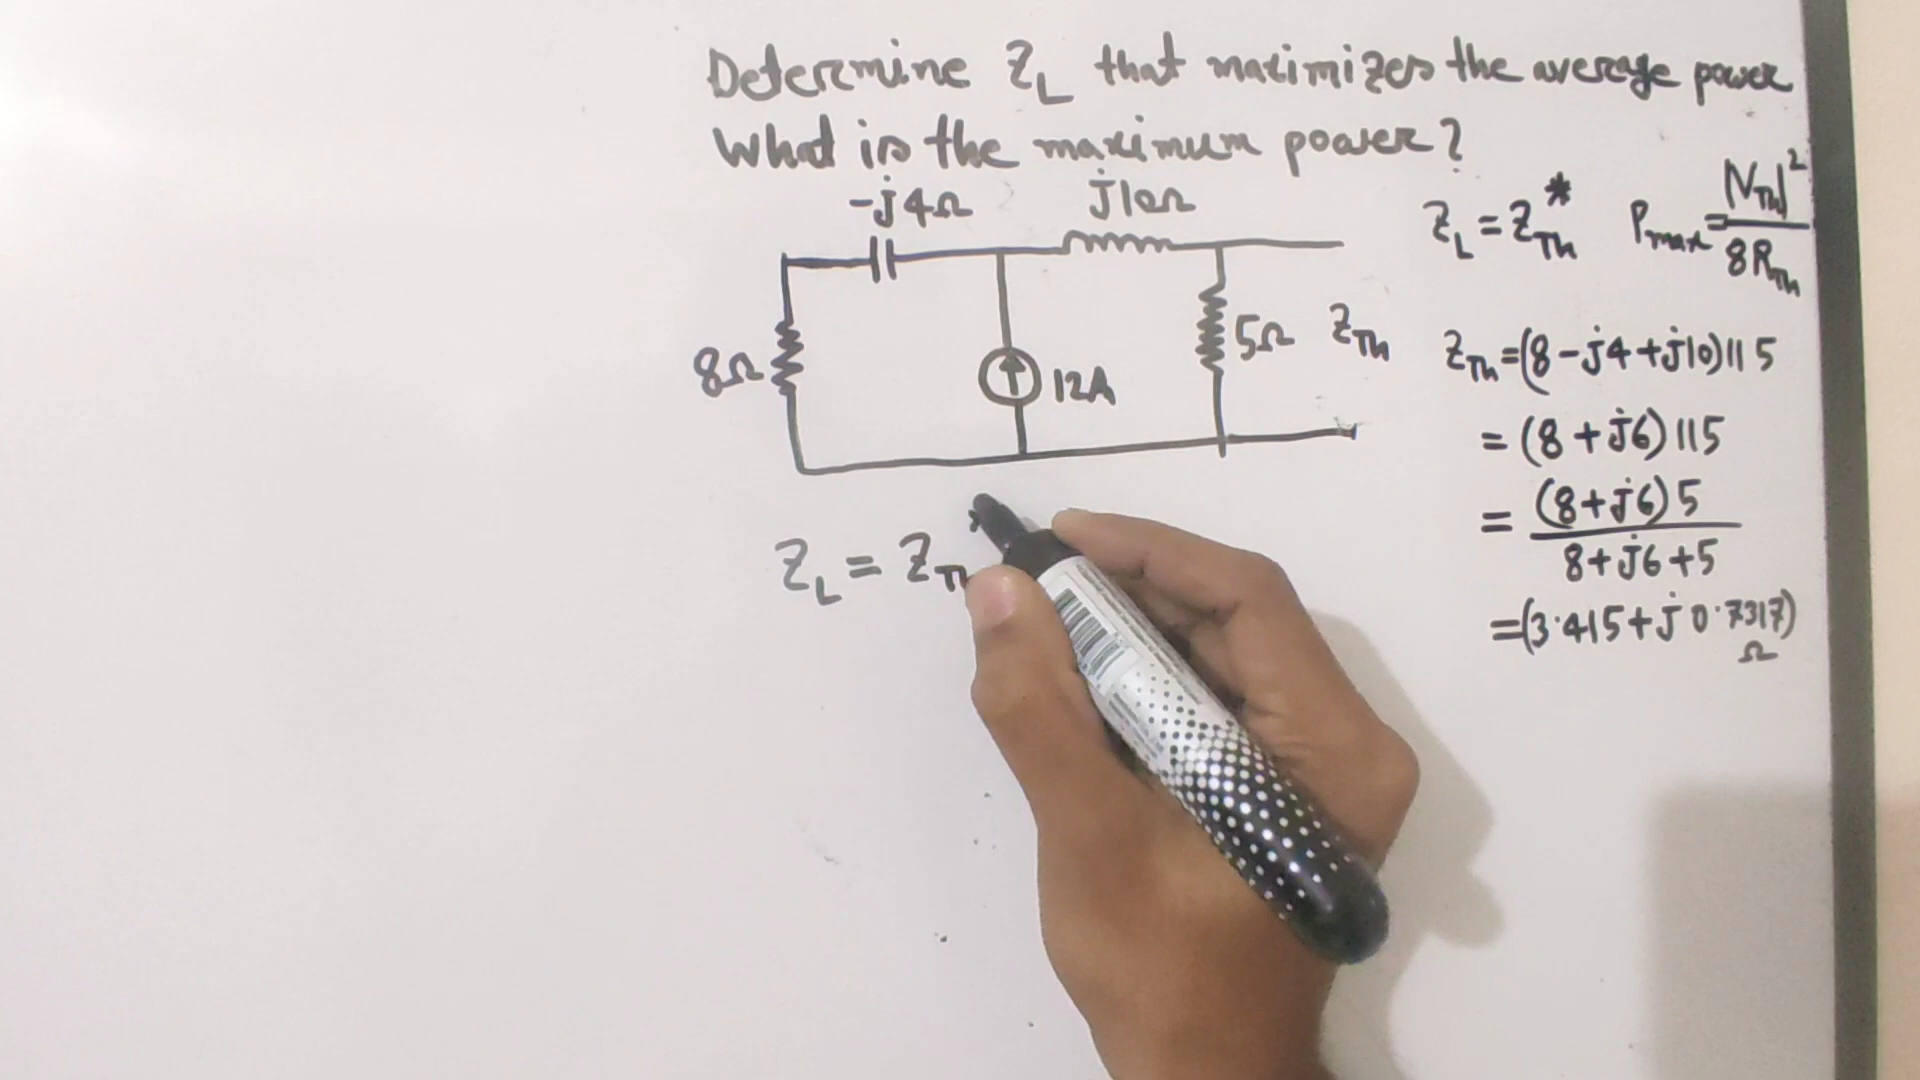 Determine Z_L that maximizes the average power
What is the maximum power?
-j4Ω
j10Ω
8Ω
12A
5Ω
Z_Th
Z_L = Z_Th
Z_L = Z_Th^* P_max = |V_Th|^2 / 8R_Th
Z_Th = (8 - j4 + j10) || 5
= (8 + j6) || 5
= (8 + j6) 5
8 + j6 + 5
= (3.415 + j 0.7317)
Ω